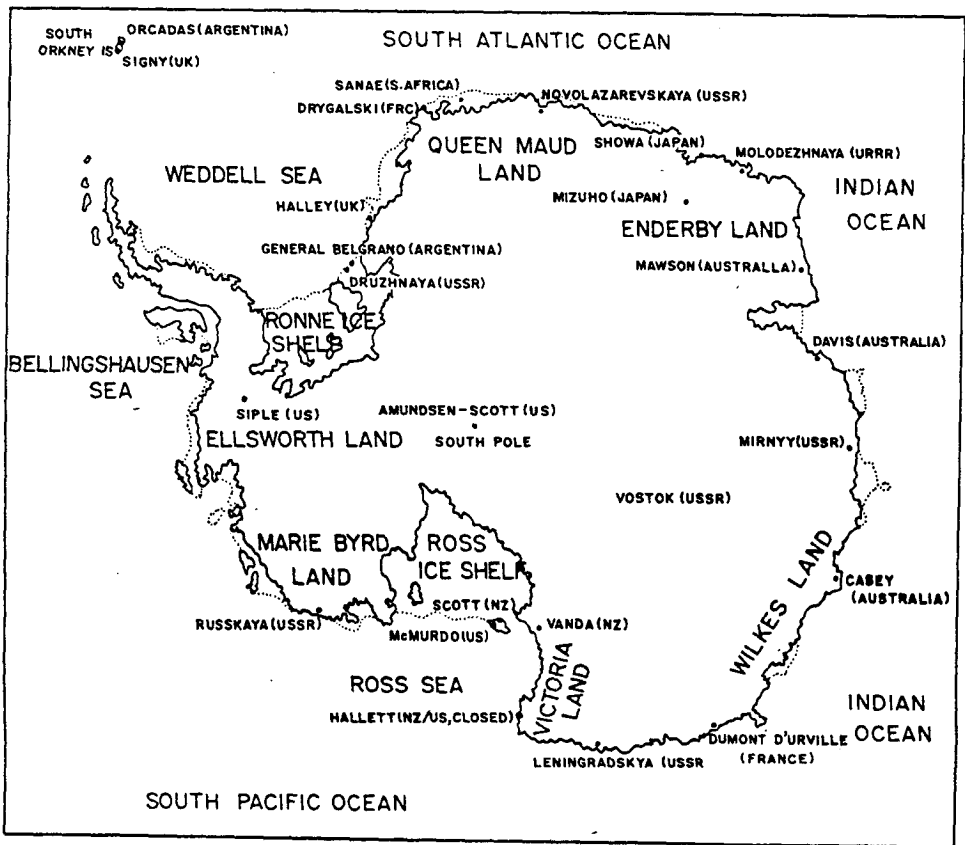 SOUTH
ORKNEY IS
ORCADAS (ARGENTINA)
SIGNY (UK)
SOUTH ATLANTIC OCEAN
SANAE (S. AFRICA)
DRYGALSKI (FRC)
NOVOLAZAREVSKAYA (USSR)
QUEEN MAUD
LAND
SHOWA (JAPAN)
MOLODEZHNAYA (URRR)
WEDDELL SEA
INDIAN
OCEAN
MIZUHO (JAPAN)
HALLEY (UK)
ENDERBY LAND
GENERAL BELGRANO (ARGENTINA)
DRUZHNAYA (USSR)
MAWSON (AUSTRALLA)
RONNE ICE
SHELB
DAVIS (AUSTRALIA)
BELLINGSHAUSEN
SEA
SIPLE (US)
AMUNDSEN-SCOTT (US)
SOUTH POLE
ELLSWORTH LAND
MIRNYY (USSR)
VOSTOK (USSR)
MARIE BYRD
LAND
ROSS
ICE SHELF
WILKES LAND
CASEY
(AUSTRALIA)
SCOTT (NZ)
RUSSKAYA (USSR)
McMURDO (US)
VANDA (NZ)
VICTORIA
LAND
ROSS SEA
HALLETT (NZ/US, CLOSED)
INDIAN
OCEAN
DUMONT D'URVILLE
(FRANCE)
LENINGRADSKYA (USSR
SOUTH PACIFIC OCEAN